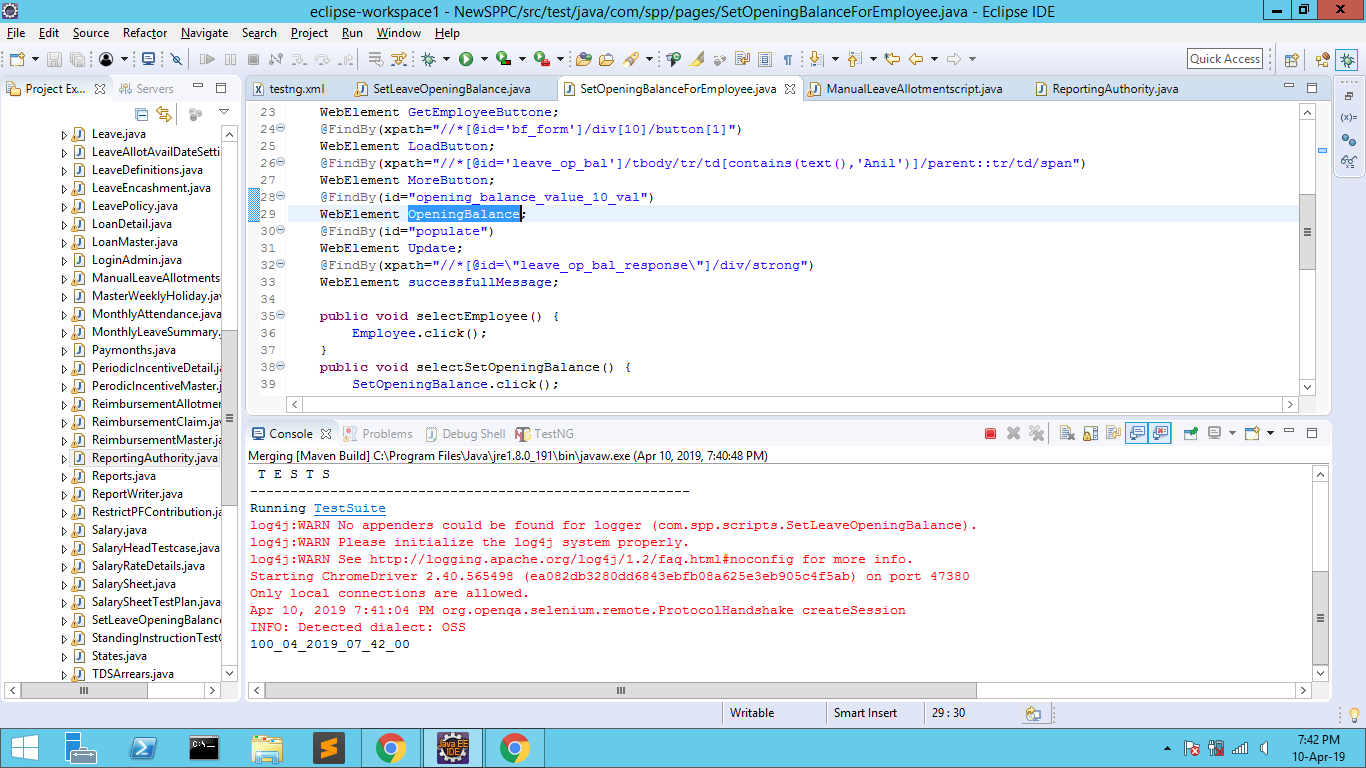 eclipse-workspace1 - NewSPPC/src/test/java/com/spp/pages/SetOpeningBalanceForEmployee.java - Eclipse IDE
File Edit Source Refactor Navigate Search Project Run Window Help
Quick Access
Project Ex... Servers
testng.xml SetLeaveOpeningBalance.java SetOpeningBalanceForEmployee.java ManualLeaveAllotmentscript.java ReportingAuthority.java
Leave.java
LeaveAllotAvailDateSetti
LeaveDefinitions.java
LeaveEncashment.java
LeavePolicy.java
LoanDetail.java
LoanMaster.java
LoginAdmin.java
ManualLeaveAllotments
MasterWeeklyHoliday.jav
MonthlyAttendance.java
MonthlyLeaveSummary.
Paymonths.java
PeriodicIncentiveDetail.ja
PerodicIncentiveMaster.j
ReimbursementAllotmer
ReimbursementClaim.jav
ReimbursementMaster.ja
ReportingAuthority.java
Reports.java
ReportWriter.java
RestrictPFContribution.j
Salary.java
SalaryHeadTestcase.java
SalaryRateDetails.java
SalarySheet.java
SalarySheetTestPlan.java
SetLeaveOpeningBalance
StandingInstructionTestC
States.java
TDSArrears.java
23 WebElement GetEmployeeButtone;
24 @FindBy(xpath="//*[@id='bf_form']/div[10]/button[1]")
25 WebElement LoadButton;
26 @FindBy(xpath="//*[@id='leave_op_bal']/tbody/tr/td[contains(text(),'Anil')]/parent::tr/td/span")
27 WebElement MoreButton;
28 @FindBy(id="opening_balance_value_10_val")
29 WebElement OpeningBalance;
30 @FindBy(id="populate")
31 WebElement Update;
32 @FindBy(xpath="//*[@id=\"leave_op_bal_response\"]/div/strong")
33 WebElement successfullMessage;
34
35 public void selectEmployee() {
36 Employee.click();
37 }
38 public void selectSetOpeningBalance() {
39 SetOpeningBalance.click();
Console Problems Debug Shell TestNG
Merging [Maven Build] C:\Program Files\Java\jre1.8.0_191\bin\javaw.exe (Apr 10, 2019, 7:40:48 PM)
T E S T S
-------------------------------------------------------
Running TestSuite
log4j:WARN No appenders could be found for logger (com.spp.scripts.SetLeaveOpeningBalance).
log4j:WARN Please initialize the log4j system properly.
log4j:WARN See http://logging.apache.org/log4j/1.2/faq.html#noconfig for more info.
Starting ChromeDriver 2.40.565498 (ea082db3280dd6843ebfb08a625e3eb905c4f5ab) on port 47380
Only local connections are allowed.
Apr 10, 2019 7:41:04 PM org.openqa.selenium.remote.ProtocolHandshake createSession
INFO: Detected dialect: OSS
100_04_2019_07_42_00
Writable Smart Insert 29 : 30
Java EE
IDE
7:42 PM
10-Apr-19